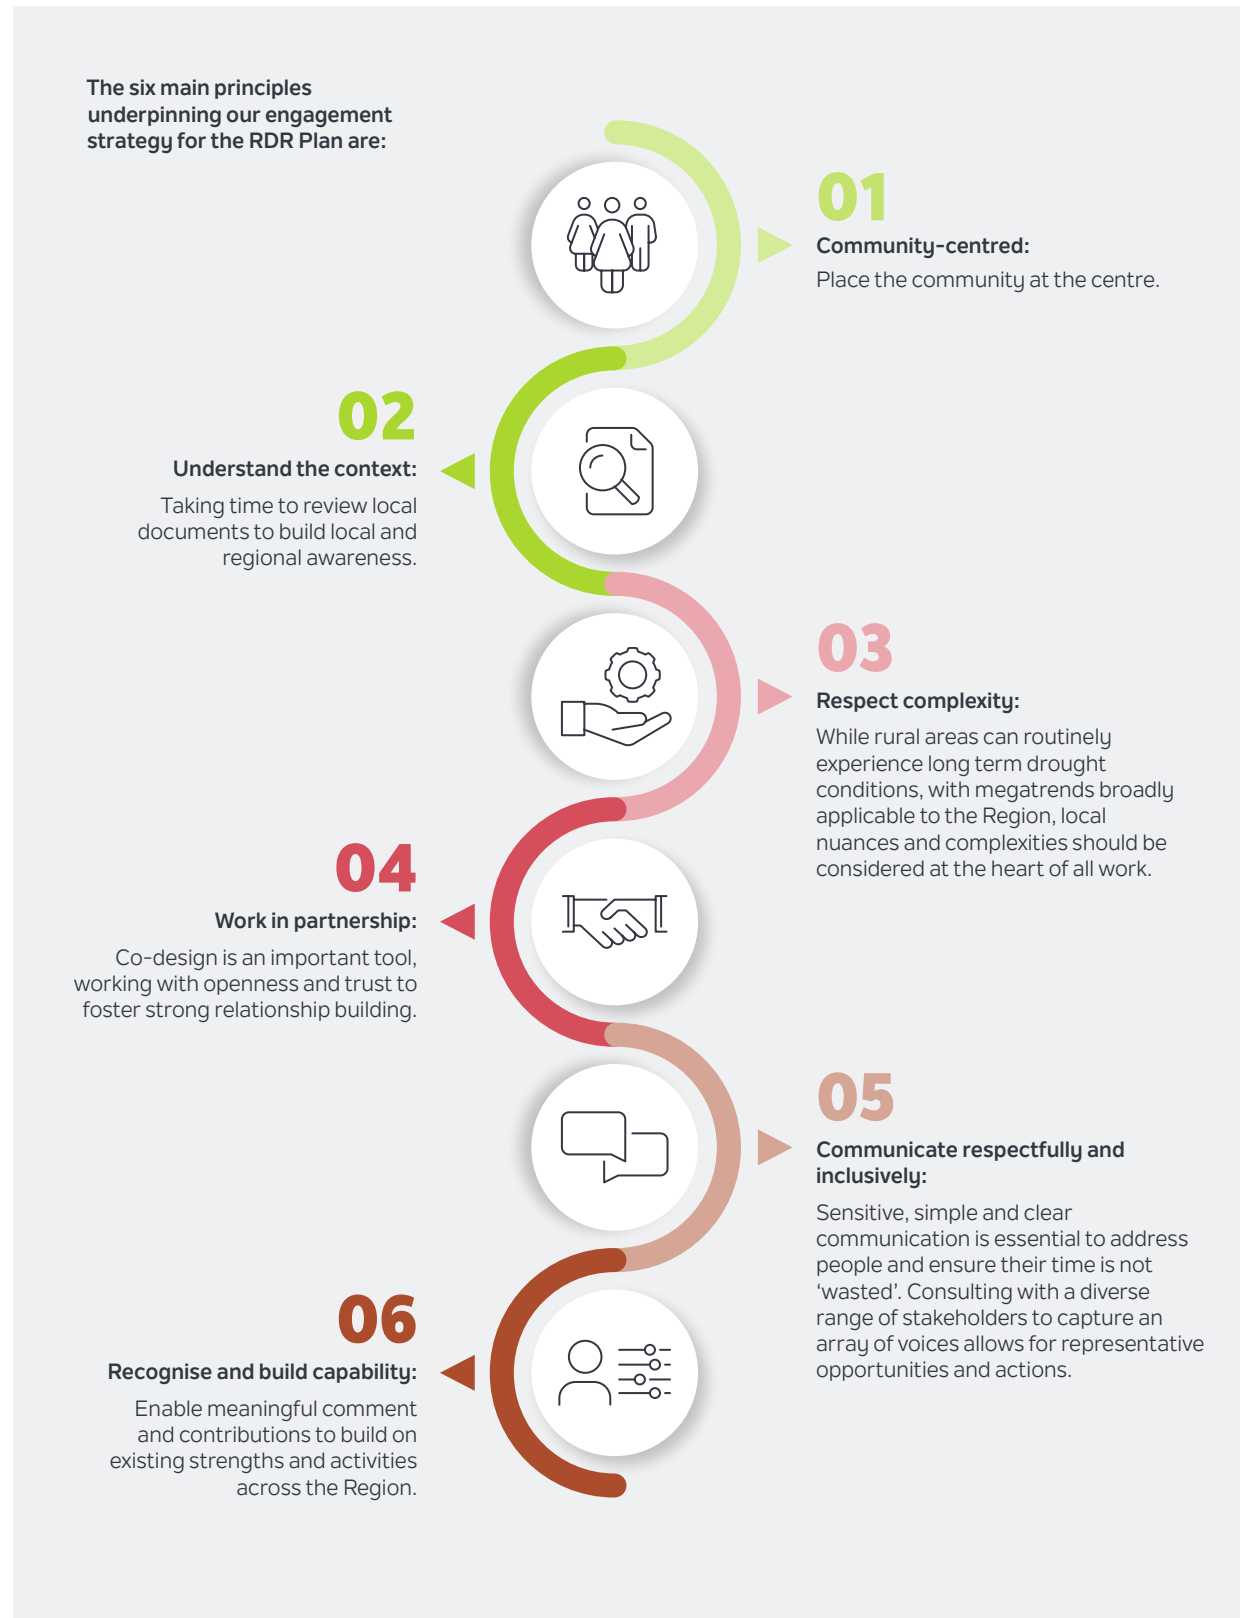 The six main principles
underpinning our engagement
strategy for the RDR Plan are:
01
Community-centred:
Place the community at the centre.
02
Understand the context:
Taking time to review local
documents to build local and
regional awareness.
03
Respect complexity:
While rural areas can routinely
experience long term drought
conditions, with megatrends broadly
applicable to the Region, local
nuances and complexities should be
considered at the heart of all work.
04
Work in partnership:
Co-design is an important tool,
working with openness and trust to
foster strong relationship building.
05
Communicate respectfully and
inclusively:
Sensitive, simple and clear
communication is essential to address
people and ensure their time is not
‘wasted’. Consulting with a diverse
range of stakeholders to capture an
array of voices allows for representative
opportunities and actions.
06
Recognise and build capability:
Enable meaningful comment
and contributions to build on
existing strengths and activities
across the Region.